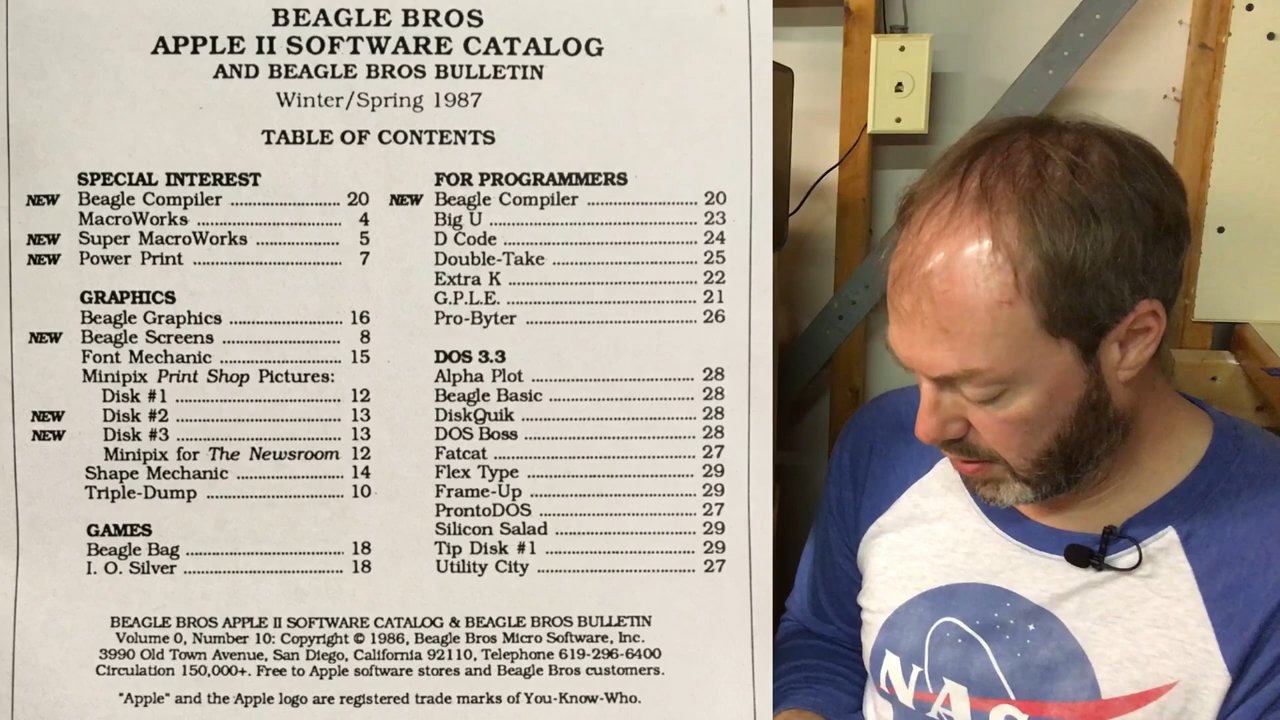 BEAGLE BROS
APPLE II SOFTWARE CATALOG
AND BEAGLE BROS BULLETIN
Winter/Spring 1987
TABLE OF CONTENTS
SPECIAL INTEREST
NEW Beagle Compiler 20
MacroWorks 4
NEW Super MacroWorks 5
NEW Power Print 7
GRAPHICS
Beagle Graphics 16
NEW Beagle Screens 8
Font Mechanic 15
Minipix Print Shop Pictures:
Disk #1 12
NEW Disk #2 13
NEW Disk #3 13
Minipix for The Newsroom 12
Shape Mechanic 14
Triple-Dump 10
GAMES
Beagle Bag 18
I. O. Silver 18
FOR PROGRAMMERS
NEW Beagle Compiler 20
Big U 23
D Code 24
Double-Take 25
Extra K 22
G.P.L.E. 21
Pro-Byter 26
DOS 3.3
Alpha Plot 28
Beagle Basic 28
DiskQuik 28
DOS Boss 28
Fatcat 27
Flex Type 29
Frame-Up 29
ProntoDOS 27
Silicon Salad 29
Tip Disk #1 29
Utility City 27
BEAGLE BROS APPLE II SOFTWARE CATALOG & BEAGLE BROS BULLETIN
Volume 0, Number 10: Copyright © 1986, Beagle Bros Micro Software, Inc.
3990 Old Town Avenue, San Diego, California 92110, Telephone 619-296-6400
Circulation 150,000+. Free to Apple software stores and Beagle Bros customers.
"Apple" and the Apple logo are registered trade marks of You-Know-Who.
NAS